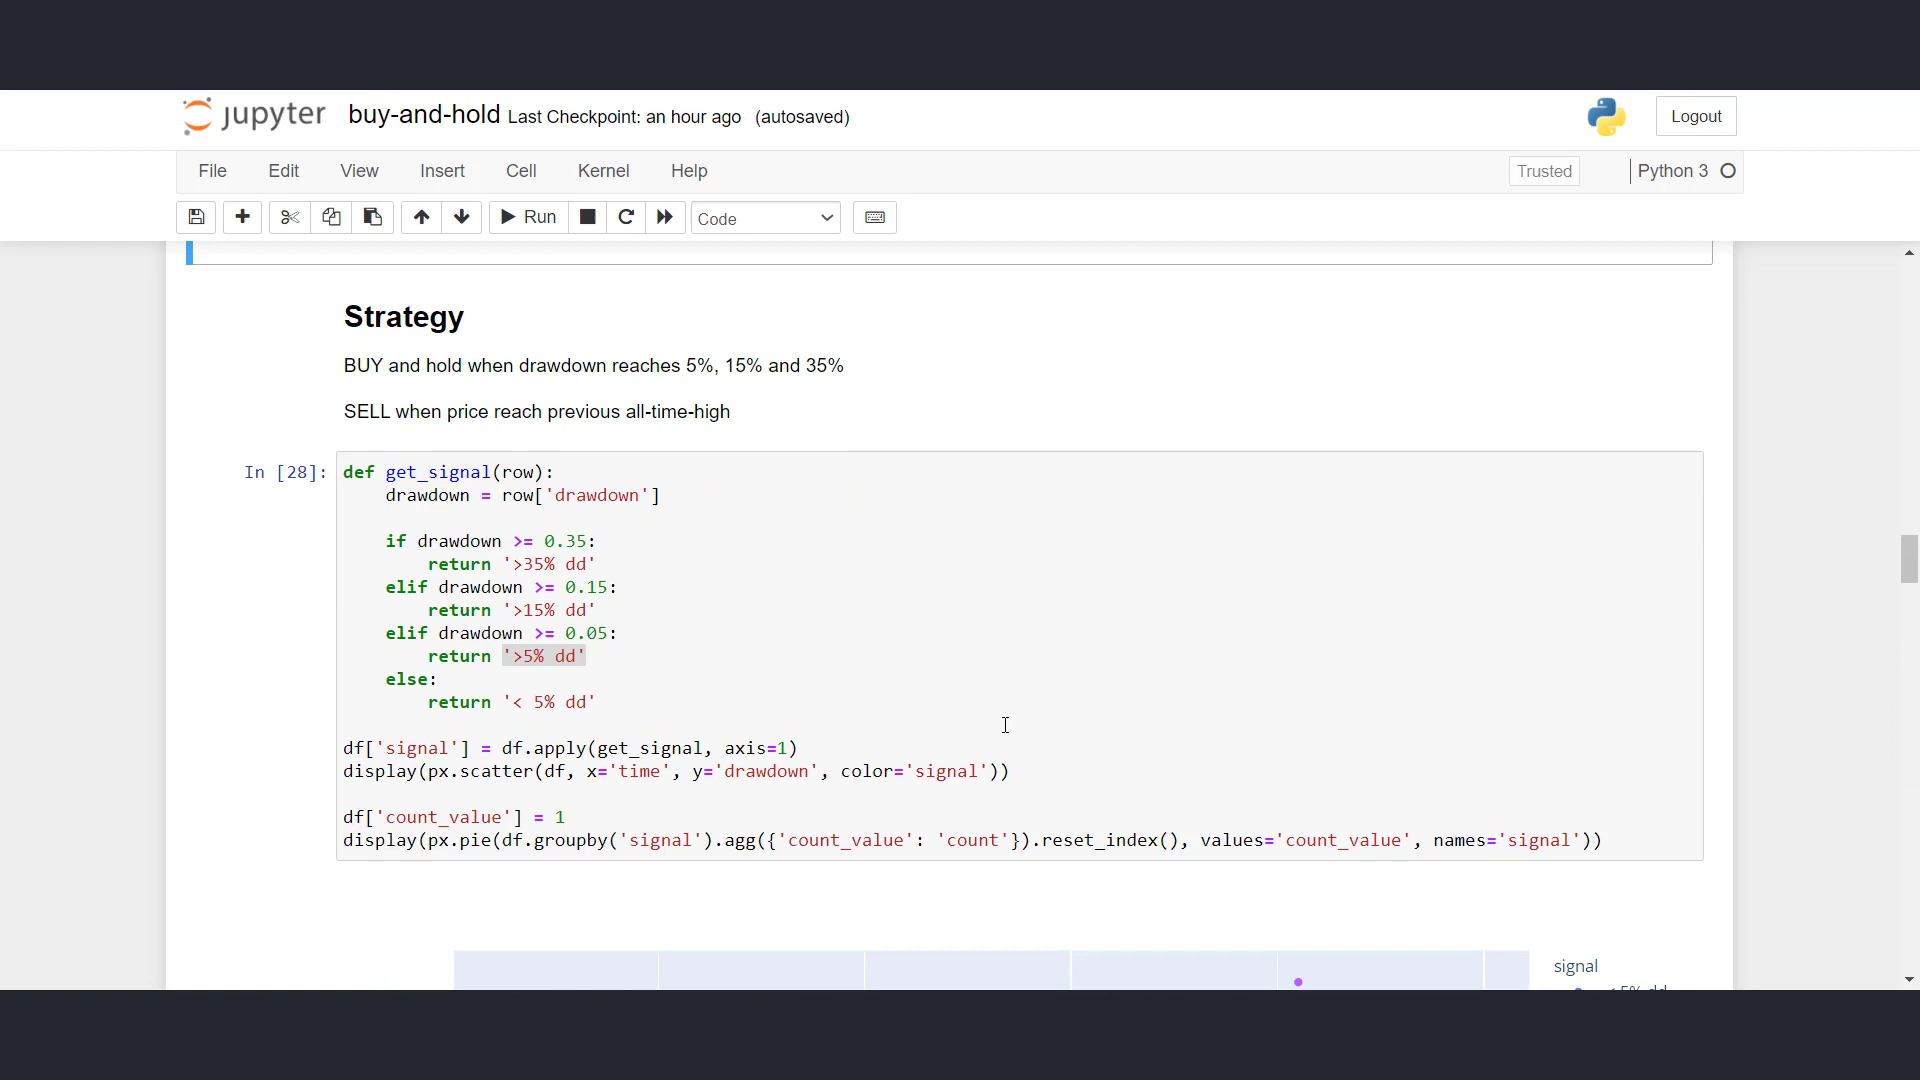 jupyter buy-and-hold Last Checkpoint: an hour ago (autosaved) Logout
File Edit View Insert Cell Kernel Help Trusted Python 3
Run Code
Strategy
BUY and hold when drawdown reaches 5%, 15% and 35%
SELL when price reach previous all-time-high
In [28]: def get_signal(row):
    drawdown = row['drawdown']
    if drawdown >= 0.35:
        return '>35% dd'
    elif drawdown >= 0.15:
        return '>15% dd'
    elif drawdown >= 0.05:
        return '>5% dd'
    else:
        return '< 5% dd'
df['signal'] = df.apply(get_signal, axis=1)
display(px.scatter(df, x='time', y='drawdown', color='signal'))
df['count_value'] = 1
display(px.pie(df.groupby('signal').agg({'count_value': 'count'}).reset_index(), values='count_value', names='signal'))
signal
< 5% dd